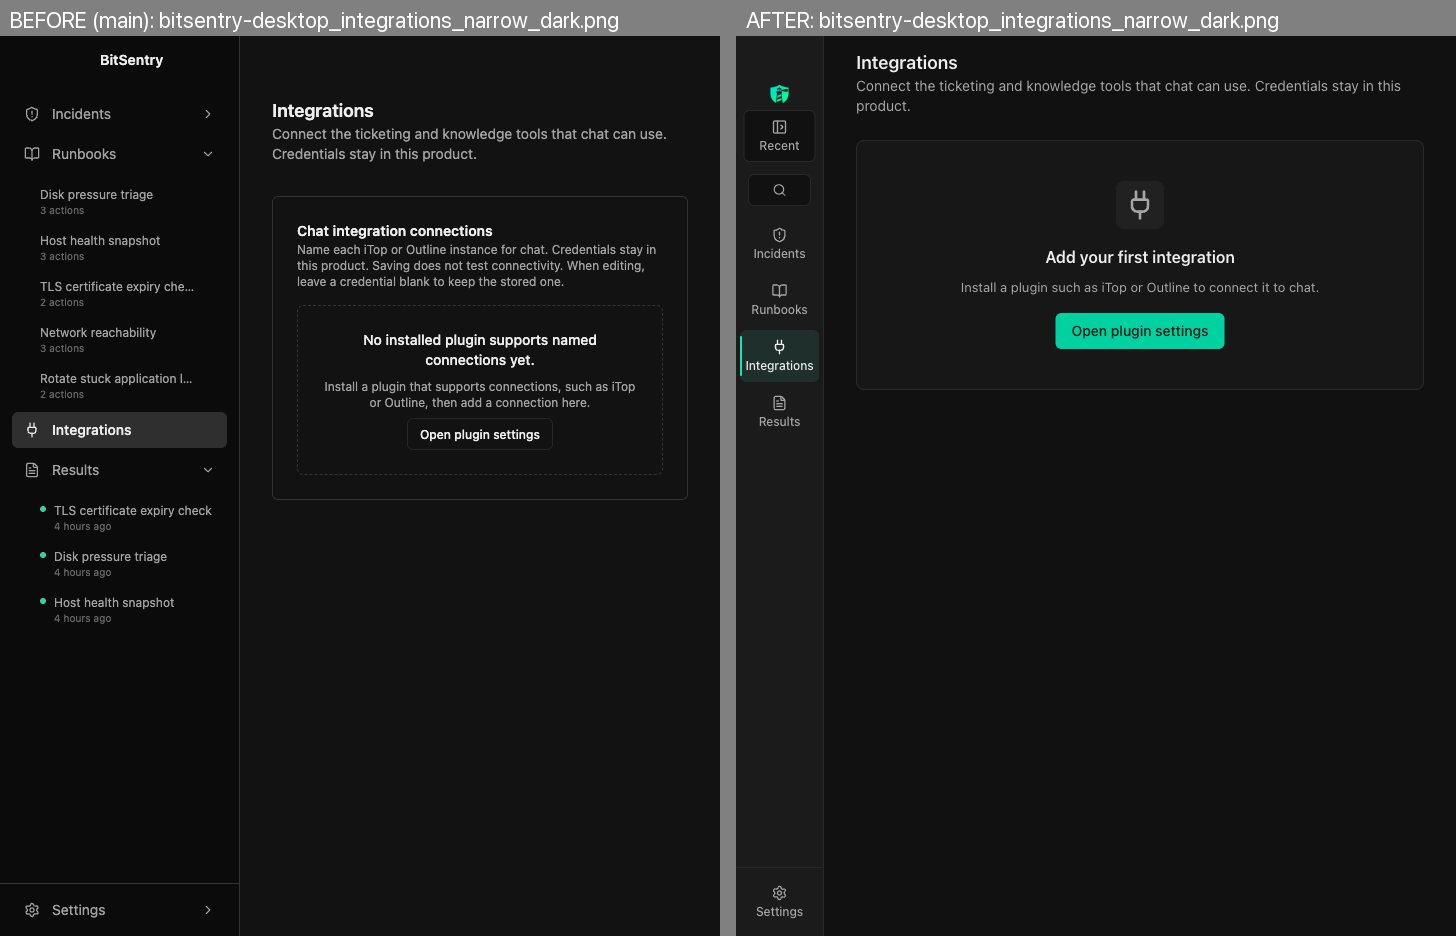 BEFORE (main): bitsentry-desktop_integrations_narrow_dark.png
BitSentry
Incidents
Runbooks
Disk pressure triage
3 actions
Host health snapshot
3 actions
TLS certificate expiry che...
2 actions
Network reachability
3 actions
Rotate stuck application l...
2 actions
Integrations
Results
TLS certificate expiry check
4 hours ago
Disk pressure triage
4 hours ago
Host health snapshot
4 hours ago
Settings
Integrations
Connect the ticketing and knowledge tools that chat can use.
Credentials stay in this product.
Chat integration connections
Name each iTop or Outline instance for chat. Credentials stay in
this product. Saving does not test connectivity. When editing,
leave a credential blank to keep the stored one.
No installed plugin supports named
connections yet.
Install a plugin that supports connections, such as iTop
or Outline, then add a connection here.
Open plugin settings
AFTER: bitsentry-desktop_integrations_narrow_dark.png
Recent
Incidents
Runbooks
Integrations
Results
Settings
Integrations
Connect the ticketing and knowledge tools that chat can use. Credentials stay in this
product.
Add your first integration
Install a plugin such as iTop or Outline to connect it to chat.
Open plugin settings